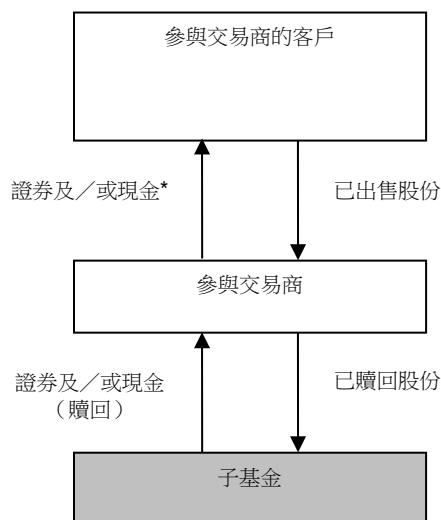 參與交易商的客戶
證券及／或現金*
已出售股份
參與交易商
證券及／或現金
（贖回）
已贖回股份
子基金